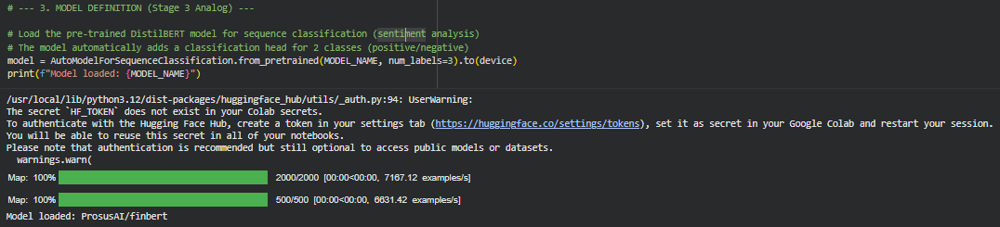 # --- 3. MODEL DEFINITION (Stage 3 Analog) ---
# Load the pre-trained DistilBERT model for sequence classification (sentiment analysis)
# The model automatically adds a classification head for 2 classes (positive/negative)
model = AutoModelForSequenceClassification.from_pretrained(MODEL_NAME, num_labels=3).to(device)
print(f"Model loaded: {MODEL_NAME}")
/usr/local/lib/python3.12/dist-packages/huggingface_hub/utils/_auth.py:94: UserWarning:
The secret `HF_TOKEN` does not exist in your Colab secrets.
To authenticate with the Hugging Face Hub, create a token in your settings tab (https://huggingface.co/settings/tokens), set it as secret in your Google Colab and restart your session.
You will be able to reuse this secret in all of your notebooks.
Please note that authentication is recommended but still optional to access public models or datasets.
  warnings.warn(
Map: 100% 2000/2000 [00:00<00:00, 7167.12 examples/s]
Map: 100% 500/500 [00:00<00:00, 6631.42 examples/s]
Model loaded: ProsusAI/finbert